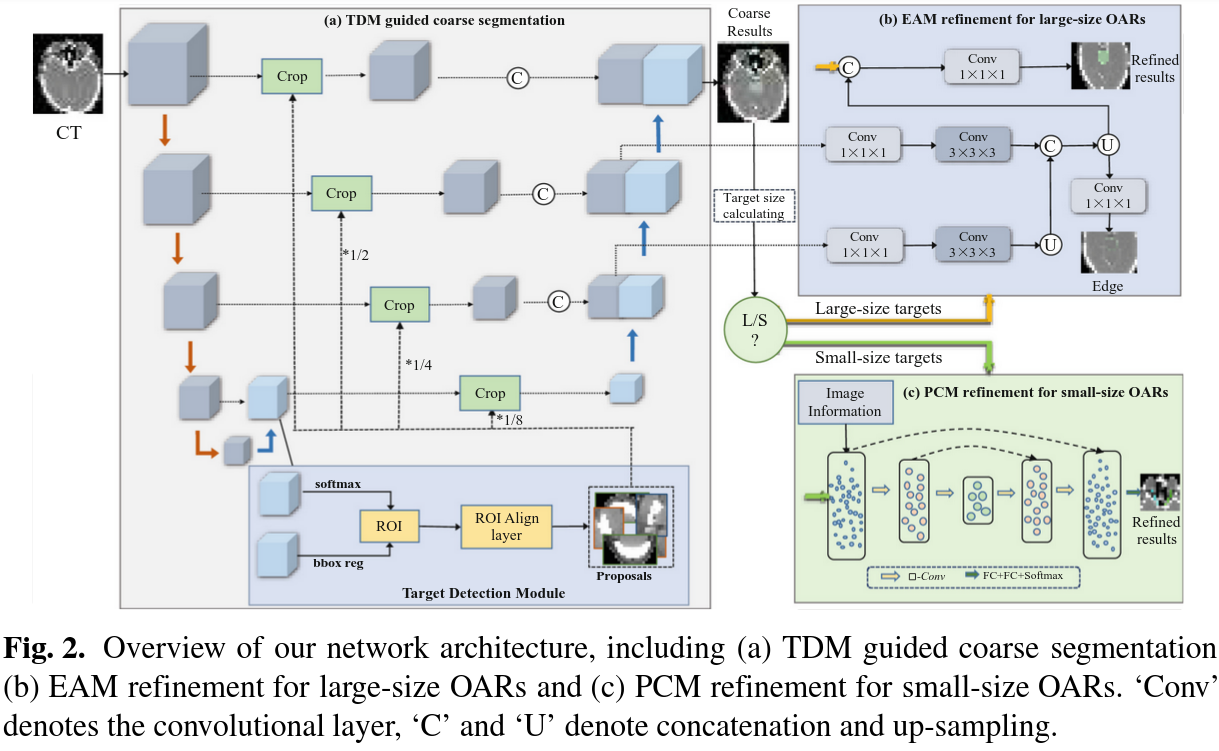 (a) TDM guided coarse segmentation
CT
Crop
C
Crop
C
*1/2
Crop
C
*1/4
Crop
*1/8
softmax
bbox reg
ROI
ROI Align
layer
Proposals
Target Detection Module
Coarse
Results
Target size
calculating
L/S
?
Large-size targets
Small-size targets
(b) EAM refinement for large-size OARs
C
Conv
1×1×1
Refined
results
Conv
1×1×1
Conv
3×3×3
C
U
Conv
1×1×1
Conv
1×1×1
Conv
3×3×3
U
Edge
(c) PCM refinement for small-size OARs
Image
Information
Refined
results
□-Conv
FC+FC+Softmax
Fig. 2. Overview of our network architecture, including (a) TDM guided coarse segmentation
(b) EAM refinement for large-size OARs and (c) PCM refinement for small-size OARs. ‘Conv’
denotes the convolutional layer, ‘C’ and ‘U’ denote concatenation and up-sampling.